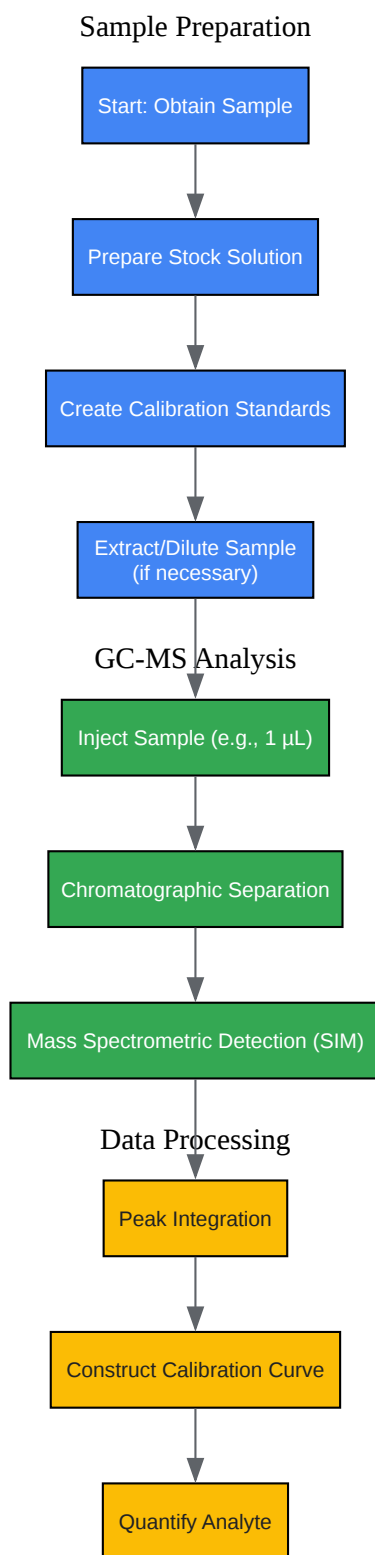 Sample Preparation
Start: Obtain Sample
Prepare Stock Solution
Create Calibration Standards
Extract/Dilute Sample
(if necessary)
GC-MS Analysis
Inject Sample (e.g., 1 µL)
Chromatographic Separation
Mass Spectrometric Detection (SIM)
Data Processing
Peak Integration
Construct Calibration Curve
Quantify Analyte